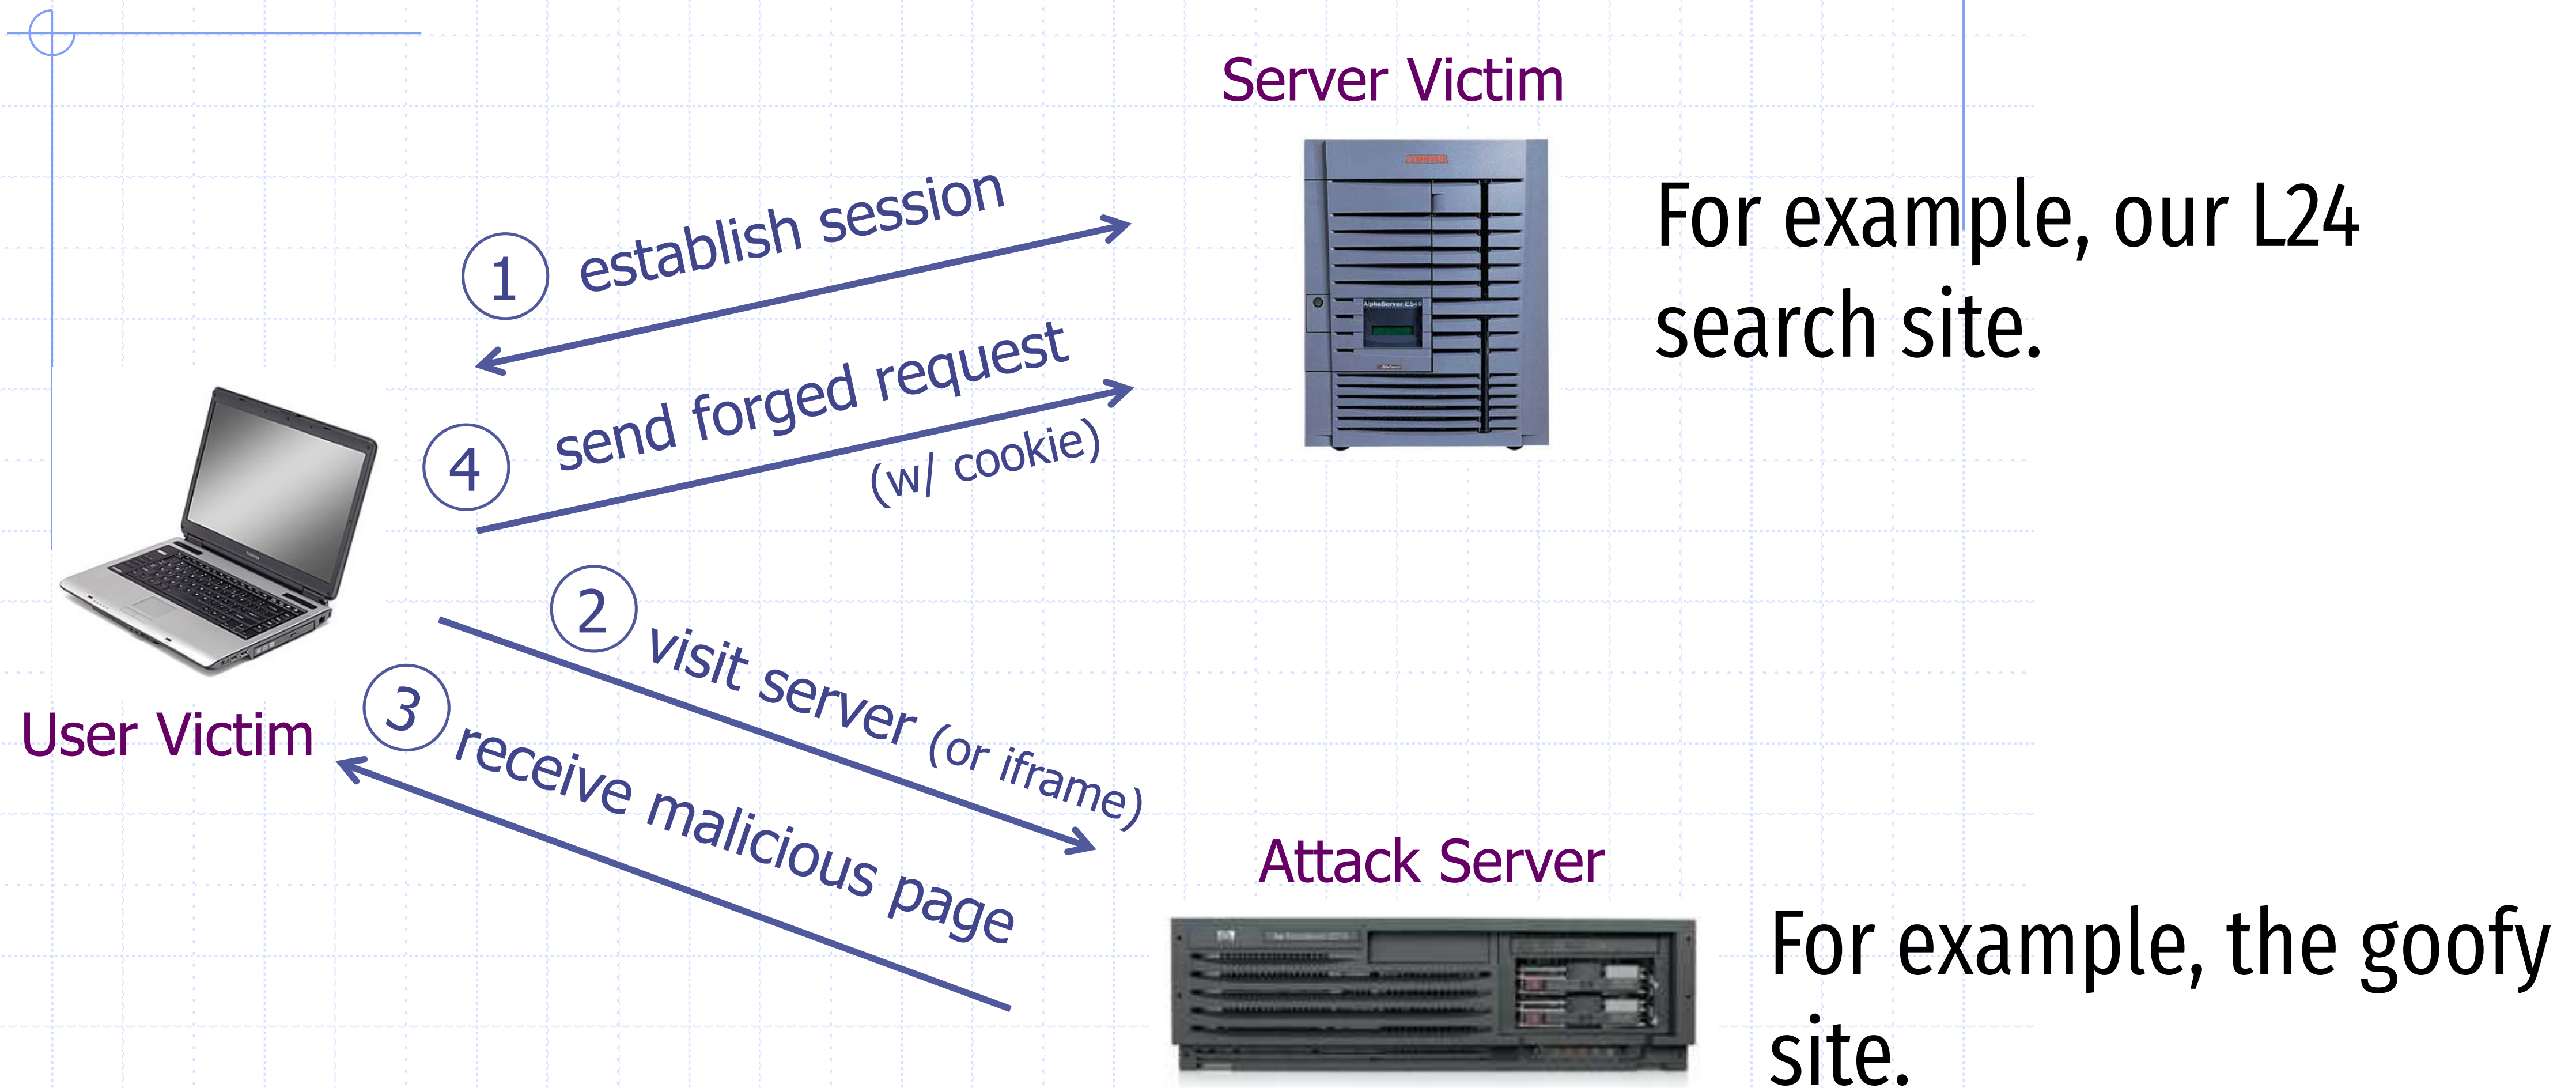 Server Victim
For example, our L24
search site.
1 establish session
4 send forged request
(w/ cookie)
2 visit server (or iframe)
3 receive malicious page
User Victim
Attack Server
For example, the goofy
site.